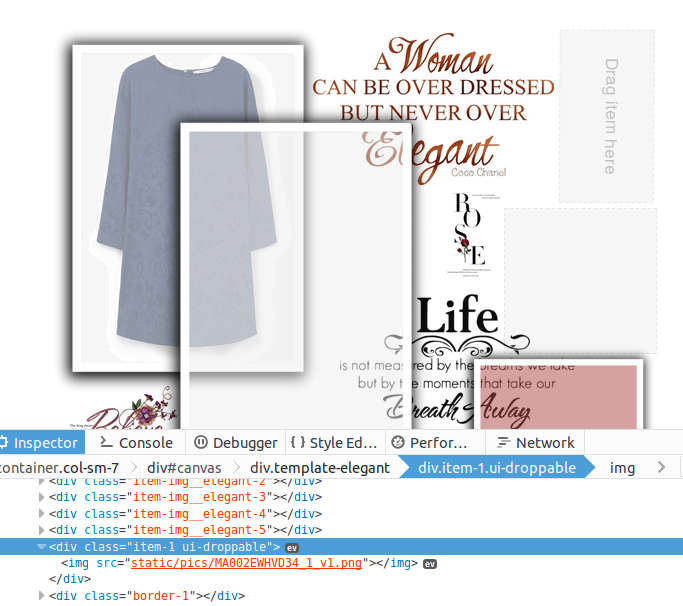 A Woman
CAN BE OVER DRESSED
BUT NEVER OVER
Elegant
Coco Chanel
Drag item here
ROSE
Life
is not measured by the breaths we take
but by the moments that take our
Breath Away
Believe
Inspector
Console
Debugger
{ } Style Ed…
Perfor…
Network
container.col-sm-7
div#canvas
div.template-elegant
div.item-1.ui-droppable
img
<div class="item-img__elegant-2"></div>
<div class="item-img__elegant-3"></div>
<div class="item-img__elegant-4"></div>
<div class="item-img__elegant-5"></div>
<div class="item-1 ui-droppable"> ev
<img src="static/pics/MA002EWHVD34_1_v1.png"></img> ev
</div>
<div class="border-1"></div>